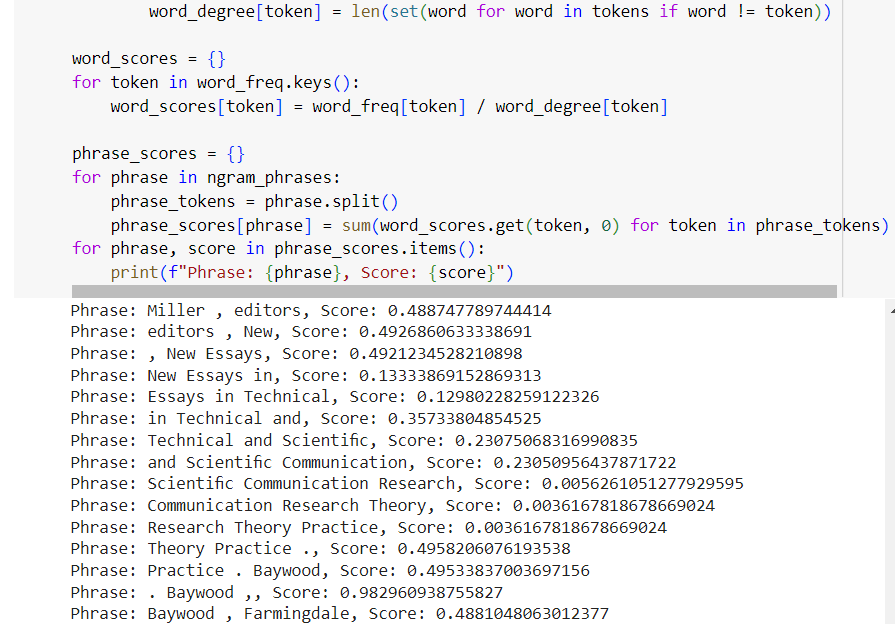 word_degree[token] = len(set(word for word in tokens if word != token))
word_scores = {}
for token in word_freq.keys():
word_scores[token] = word_freq[token] / word_degree[token]
phrase_scores = {}
for phrase in ngram_phrases:
phrase_tokens = phrase.split()
phrase_scores[phrase] = sum(word_scores.get(token, 0) for token in phrase_tokens)
for phrase, score in phrase_scores.items():
print(f"Phrase: {phrase}, Score: {score}")
Phrase: Miller , editors, Score: 0.488747789744414
Phrase: editors , New, Score: 0.4926860633338691
Phrase: , New Essays, Score: 0.4921234528210898
Phrase: New Essays in, Score: 0.13333869152869313
Phrase: Essays in Technical, Score: 0.12980228259122326
Phrase: in Technical and, Score: 0.35733804854525
Phrase: Technical and Scientific, Score: 0.23075068316990835
Phrase: and Scientific Communication, Score: 0.23050956437871722
Phrase: Scientific Communication Research, Score: 0.0056261051277929595
Phrase: Communication Research Theory, Score: 0.0036167818678669024
Phrase: Research Theory Practice, Score: 0.0036167818678669024
Phrase: Theory Practice ., Score: 0.4958206076193538
Phrase: Practice . Baywood, Score: 0.49533837003697156
Phrase: . Baywood ,, Score: 0.982960938755827
Phrase: Baywood , Farmingdale, Score: 0.4881048063012377